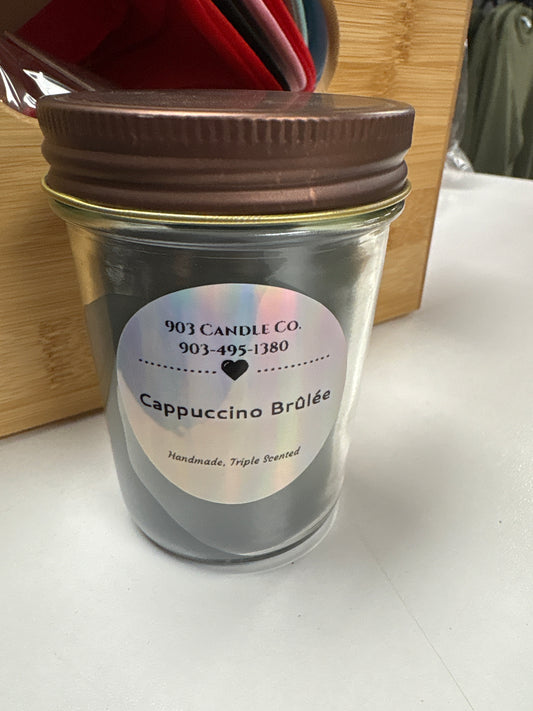 903 Candle Co.
903-495-1380
Cappuccino Brûlée
Handmade, Triple Scented